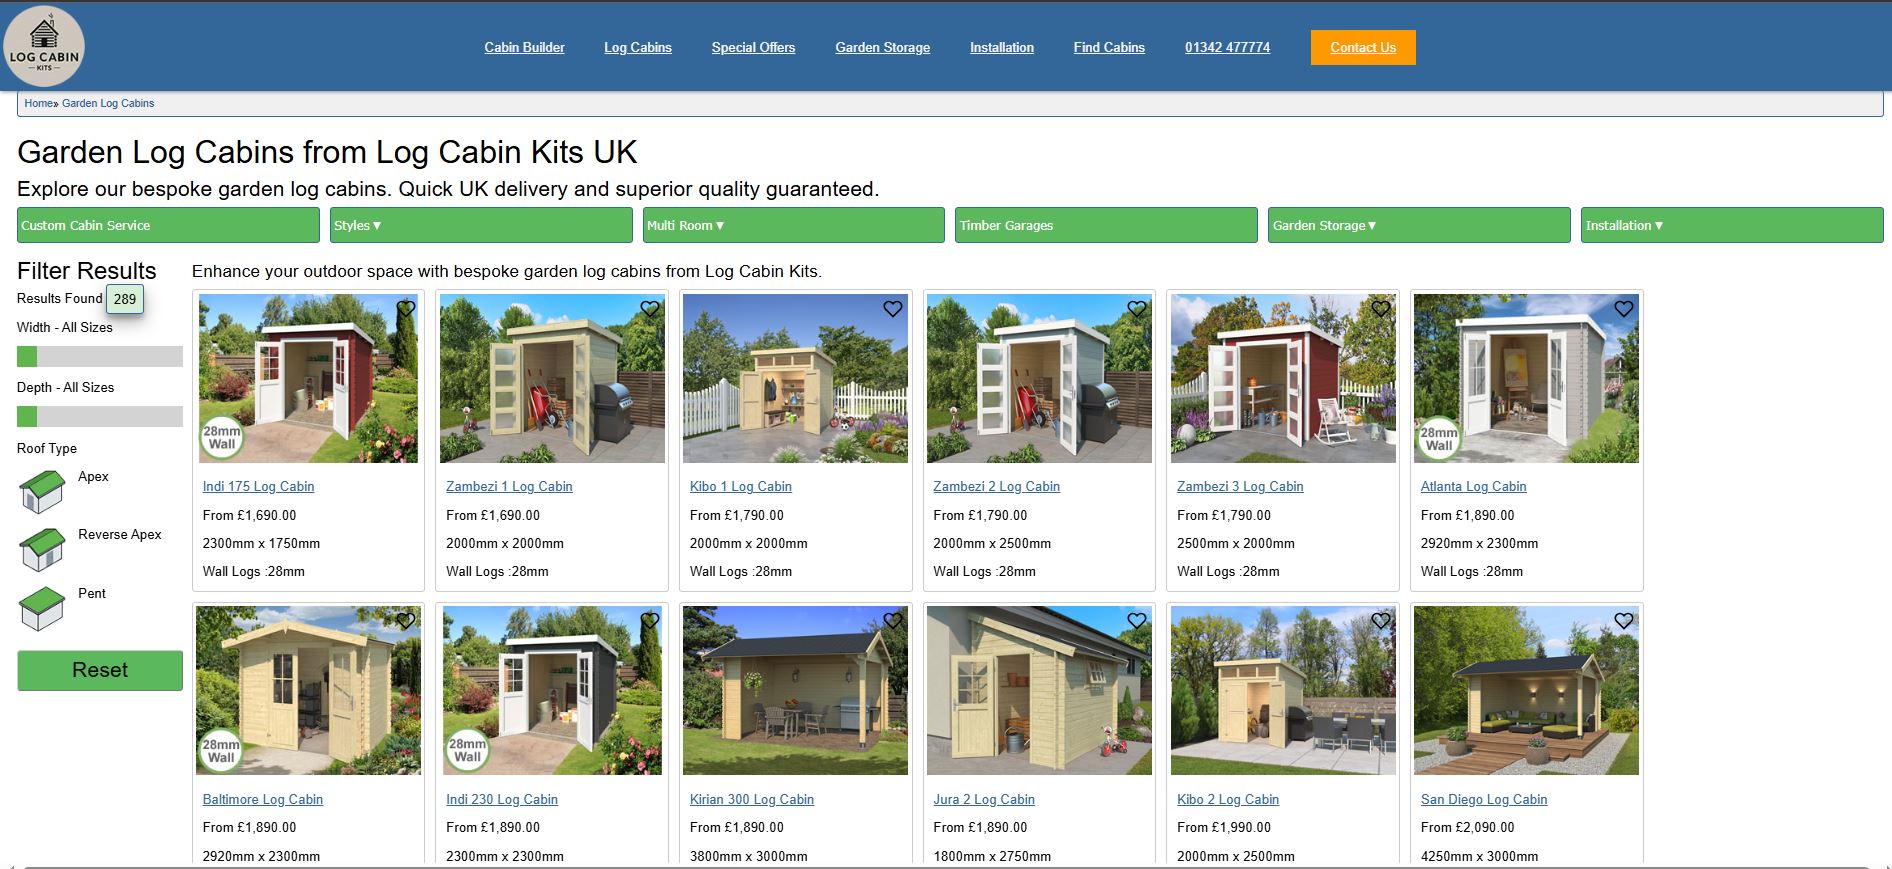 LOG CABIN
KITS
Cabin Builder
Log Cabins
Special Offers
Garden Storage
Installation
Find Cabins
01342 477774
Contact Us
Home» Garden Log Cabins
Garden Log Cabins from Log Cabin Kits UK
Explore our bespoke garden log cabins. Quick UK delivery and superior quality guaranteed.
Custom Cabin Service
Styles ▼
Multi Room ▼
Timber Garages
Garden Storage ▼
Installation ▼
Filter Results
Results Found 289
Width - All Sizes
Depth - All Sizes
Roof Type
Apex
Reverse Apex
Pent
Reset
Enhance your outdoor space with bespoke garden log cabins from Log Cabin Kits.
28mm
Wall
Indi 175 Log Cabin
From £1,690.00
2300mm x 1750mm
Wall Logs :28mm
Zambezi 1 Log Cabin
From £1,690.00
2000mm x 2000mm
Wall Logs :28mm
Kibo 1 Log Cabin
From £1,790.00
2000mm x 2000mm
Wall Logs :28mm
Zambezi 2 Log Cabin
From £1,790.00
2000mm x 2500mm
Wall Logs :28mm
Zambezi 3 Log Cabin
From £1,790.00
2500mm x 2000mm
Wall Logs :28mm
28mm
Wall
Atlanta Log Cabin
From £1,890.00
2920mm x 2300mm
Wall Logs :28mm
28mm
Wall
Baltimore Log Cabin
From £1,890.00
2920mm x 2300mm
28mm
Wall
Indi 230 Log Cabin
From £1,890.00
2300mm x 2300mm
Kirian 300 Log Cabin
From £1,890.00
3800mm x 3000mm
Jura 2 Log Cabin
From £1,890.00
1800mm x 2750mm
Kibo 2 Log Cabin
From £1,990.00
2000mm x 2500mm
San Diego Log Cabin
From £2,090.00
4250mm x 3000mm